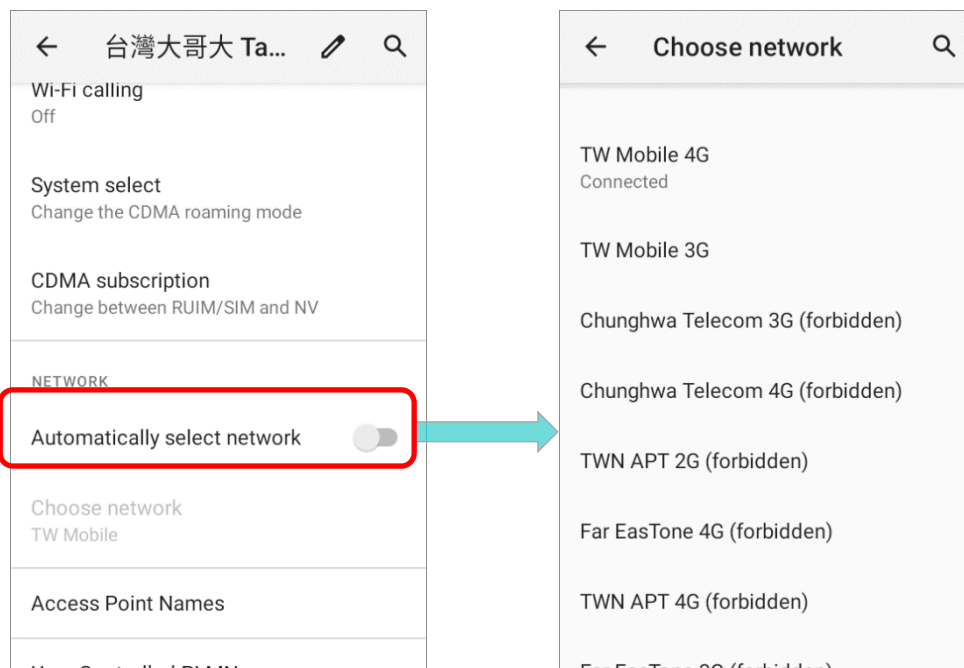 台灣大哥大 Ta...
Wi-Fi calling
Off
System select
Change the CDMA roaming mode
CDMA subscription
Change between RUIM/SIM and NV
NETWORK
Automatically select network
Choose network
TW Mobile
Access Point Names
Choose network
TW Mobile 4G
Connected
TW Mobile 3G
Chunghwa Telecom 3G (forbidden)
Chunghwa Telecom 4G (forbidden)
TWN APT 2G (forbidden)
Far EasTone 4G (forbidden)
TWN APT 4G (forbidden)